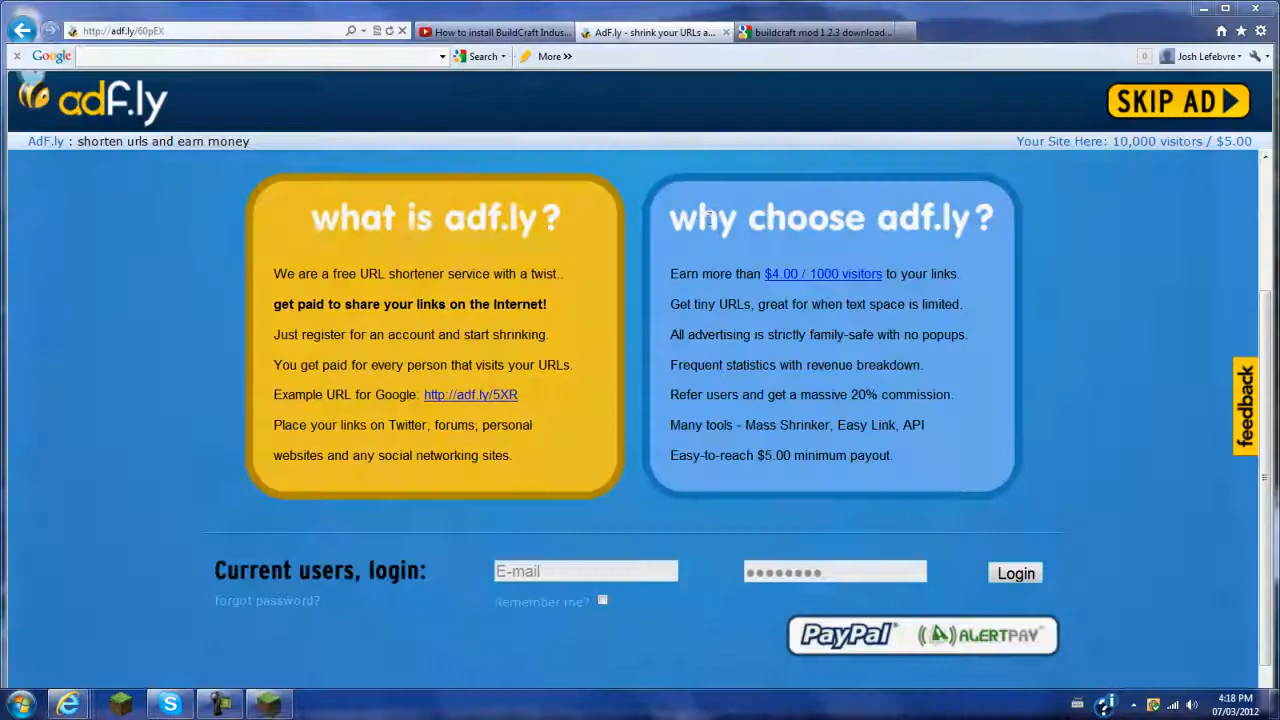 http://adf.ly/60pEX
How to install BuildCraft Indus...
AdF.ly - shrink your URLs a...
buildcraft mod 1.2.3 download...
Google
Search
More »
0
Josh Lefebvre
adf.ly
SKIP AD
AdF.ly : shorten urls and earn money
Your Site Here: 10,000 visitors / $5.00
what is adf.ly?
We are a free URL shortener service with a twist..
get paid to share your links on the Internet!
Just register for an account and start shrinking.
You get paid for every person that visits your URLs.
Example URL for Google: http://adf.ly/5XR
Place your links on Twitter, forums, personal
websites and any social networking sites.
why choose adf.ly?
Earn more than $4.00 / 1000 visitors to your links.
Get tiny URLs, great for when text space is limited.
All advertising is strictly family-safe with no popups.
Frequent statistics with revenue breakdown.
Refer users and get a massive 20% commission.
Many tools - Mass Shrinker, Easy Link, API
Easy-to-reach $5.00 minimum payout.
feedback
Current users, login:
E-mail
Login
forgot password?
Remember me?
PayPal
ALERTPAY
4:18 PM
07/03/2012